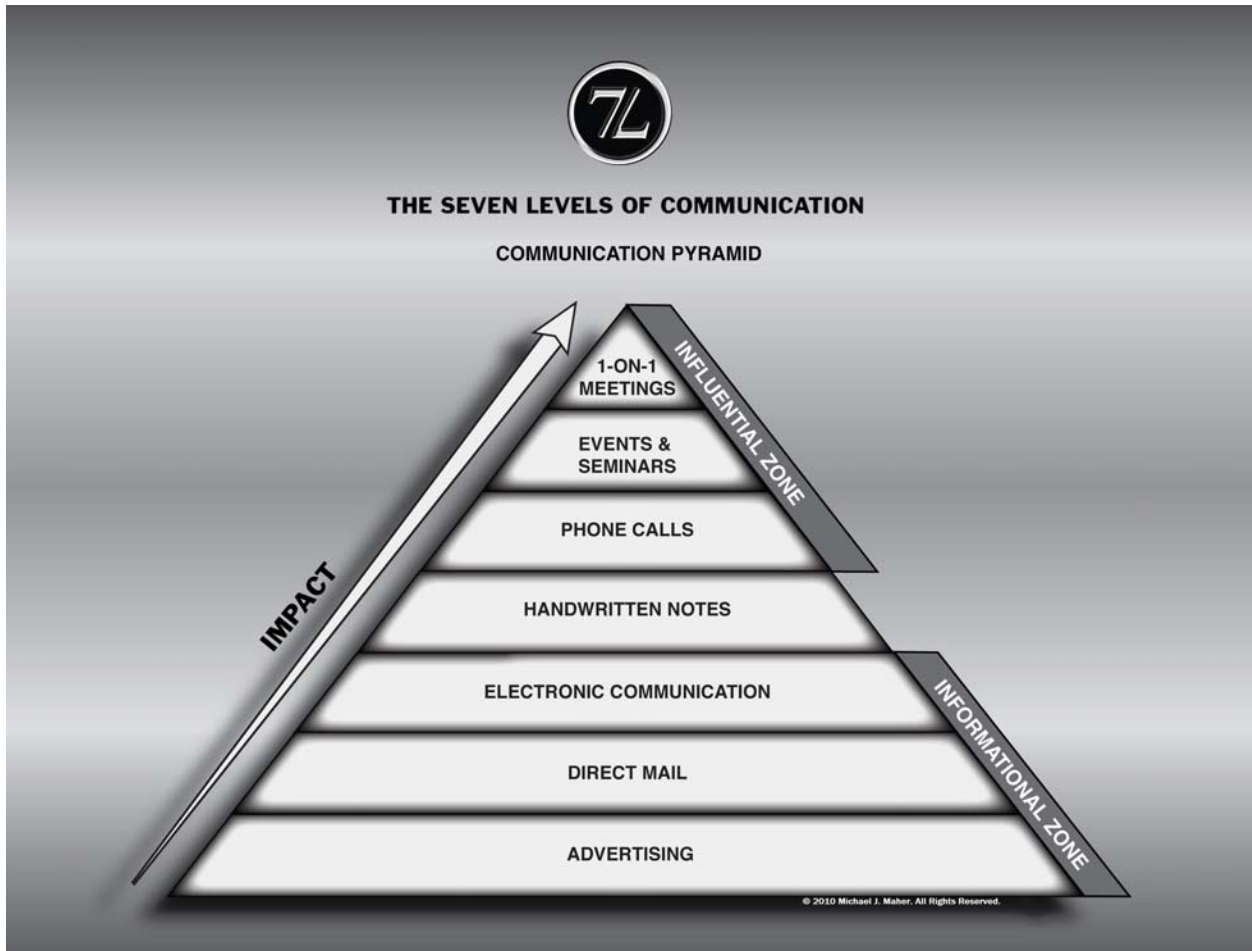 7L
THE SEVEN LEVELS OF COMMUNICATION
COMMUNICATION PYRAMID
1-ON-1
MEETINGS
EVENTS &
SEMINARS
PHONE CALLS
HANDWRITTEN NOTES
ELECTRONIC COMMUNICATION
DIRECT MAIL
ADVERTISING
IMPACT
INFLUENTIAL ZONE
INFORMATIONAL ZONE
© 2010 Michael J. Maher. All Rights Reserved.